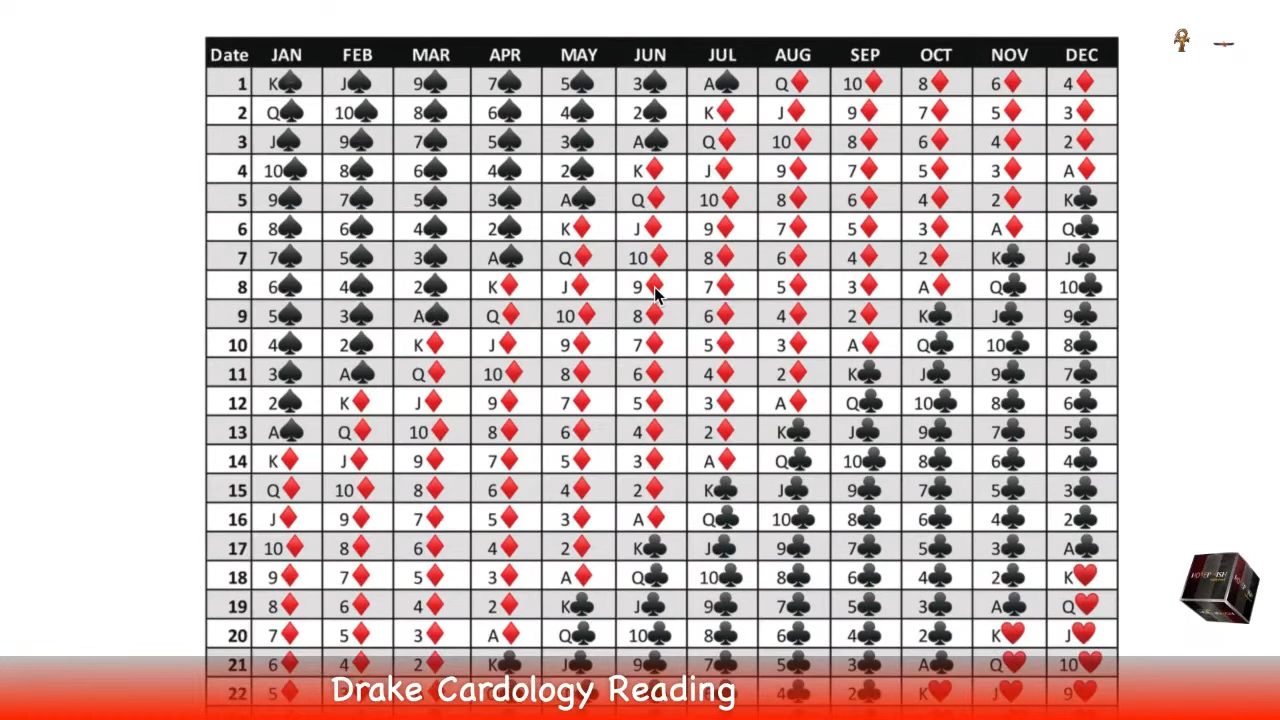 Date JAN FEB MAR APR MAY JUN JUL AUG SEP OCT NOV DEC
1 K♠ J♠ 9♠ 7♠ 5♠ 3♠ A♠ Q♦ 10♦ 8♦ 6♦ 4♦
2 Q♠ 10♠ 8♠ 6♠ 4♠ 2♠ K♦ J♦ 9♦ 7♦ 5♦ 3♦
3 J♠ 9♠ 7♠ 5♠ 3♠ A♠ Q♦ 10♦ 8♦ 6♦ 4♦ 2♦
4 10♠ 8♠ 6♠ 4♠ 2♠ K♦ J♦ 9♦ 7♦ 5♦ 3♦ A♦
5 9♠ 7♠ 5♠ 3♠ A♠ Q♦ 10♦ 8♦ 6♦ 4♦ 2♦ K♣
6 8♠ 6♠ 4♠ 2♠ K♦ J♦ 9♦ 7♦ 5♦ 3♦ A♦ Q♣
7 7♠ 5♠ 3♠ A♠ Q♦ 10♦ 8♦ 6♦ 4♦ 2♦ K♣ J♣
8 6♠ 4♠ 2♠ K♦ J♦ 9♦ 7♦ 5♦ 3♦ A♦ Q♣ 10♣
9 5♠ 3♠ A♠ Q♦ 10♦ 8♦ 6♦ 4♦ 2♦ K♣ J♣ 9♣
10 4♠ 2♠ K♦ J♦ 9♦ 7♦ 5♦ 3♦ A♦ Q♣ 10♣ 8♣
11 3♠ A♠ Q♦ 10♦ 8♦ 6♦ 4♦ 2♦ K♣ J♣ 9♣ 7♣
12 2♠ K♦ J♦ 9♦ 7♦ 5♦ 3♦ A♦ Q♣ 10♣ 8♣ 6♣
13 A♠ Q♦ 10♦ 8♦ 6♦ 4♦ 2♦ K♣ J♣ 9♣ 7♣ 5♣
14 K♦ J♦ 9♦ 7♦ 5♦ 3♦ A♦ Q♣ 10♣ 8♣ 6♣ 4♣
15 Q♦ 10♦ 8♦ 6♦ 4♦ 2♦ K♣ J♣ 9♣ 7♣ 5♣ 3♣
16 J♦ 9♦ 7♦ 5♦ 3♦ A♦ Q♣ 10♣ 8♣ 6♣ 4♣ 2♣
17 10♦ 8♦ 6♦ 4♦ 2♦ K♣ J♣ 9♣ 7♣ 5♣ 3♣ A♣
18 9♦ 7♦ 5♦ 3♦ A♦ Q♣ 10♣ 8♣ 6♣ 4♣ 2♣ K♥
19 8♦ 6♦ 4♦ 2♦ K♣ J♣ 9♣ 7♣ 5♣ 3♣ A♣ Q♥
20 7♦ 5♦ 3♦ A♦ Q♣ 10♣ 8♣ 6♣ 4♣ 2♣ K♥ J♥
21 6♦ 4♦ 2♦ K♣ J♣ 9♣ 7♣ 5♣ 3♣ A♣ Q♥ 10♥
22 5♦ 4♣ 2♣ K♥ J♥ 9♥
Drake Cardology Reading